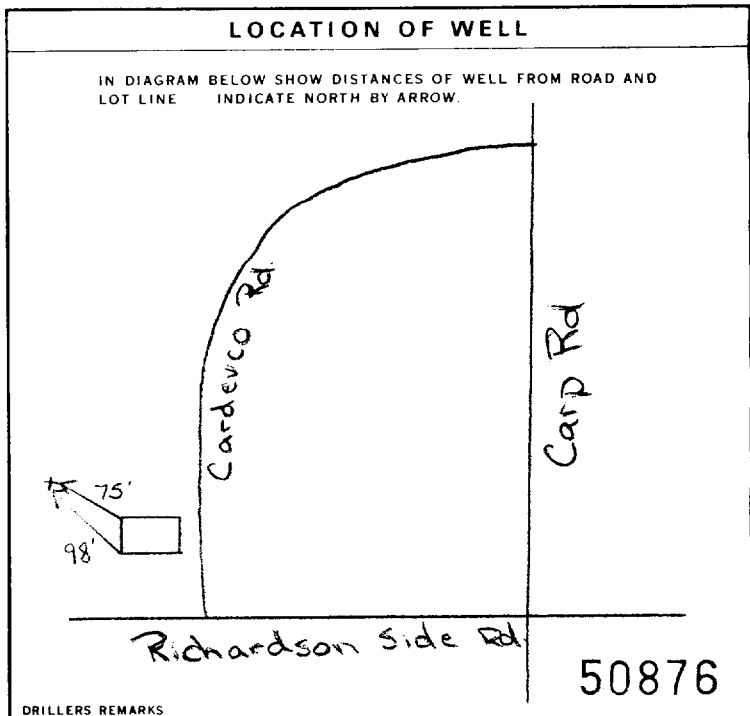 LOCATION OF WELL
IN DIAGRAM BELOW SHOW DISTANCES OF WELL FROM ROAD AND
LOT LINE INDICATE NORTH BY ARROW.
Cardevco Rd.
Carp Rd
75'
98'
Richardson Side Rd.
50876
DRILLERS REMARKS